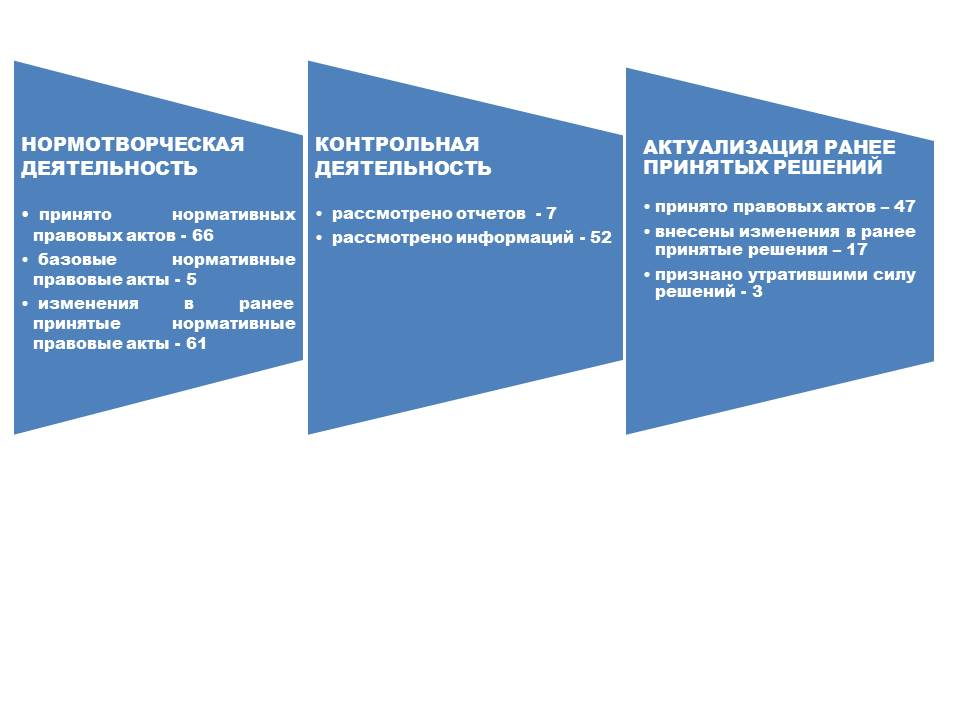 НОРМОТВОРЧЕСКАЯ
ДЕЯТЕЛЬНОСТЬ
• принято нормативных
правовых актов - 66
• базовые нормативные
правовые акты - 5
• изменения в ранее
принятые нормативные
правовые акты - 61
КОНТРОЛЬНАЯ
ДЕЯТЕЛЬНОСТЬ
• рассмотрено отчетов - 7
• рассмотрено информаций - 52
АКТУАЛИЗАЦИЯ РАНЕЕ
ПРИНЯТЫХ РЕШЕНИЙ
• принято правовых актов – 47
• внесены изменения в ранее
принятые решения – 17
• признано утратившими силу
решений - 3